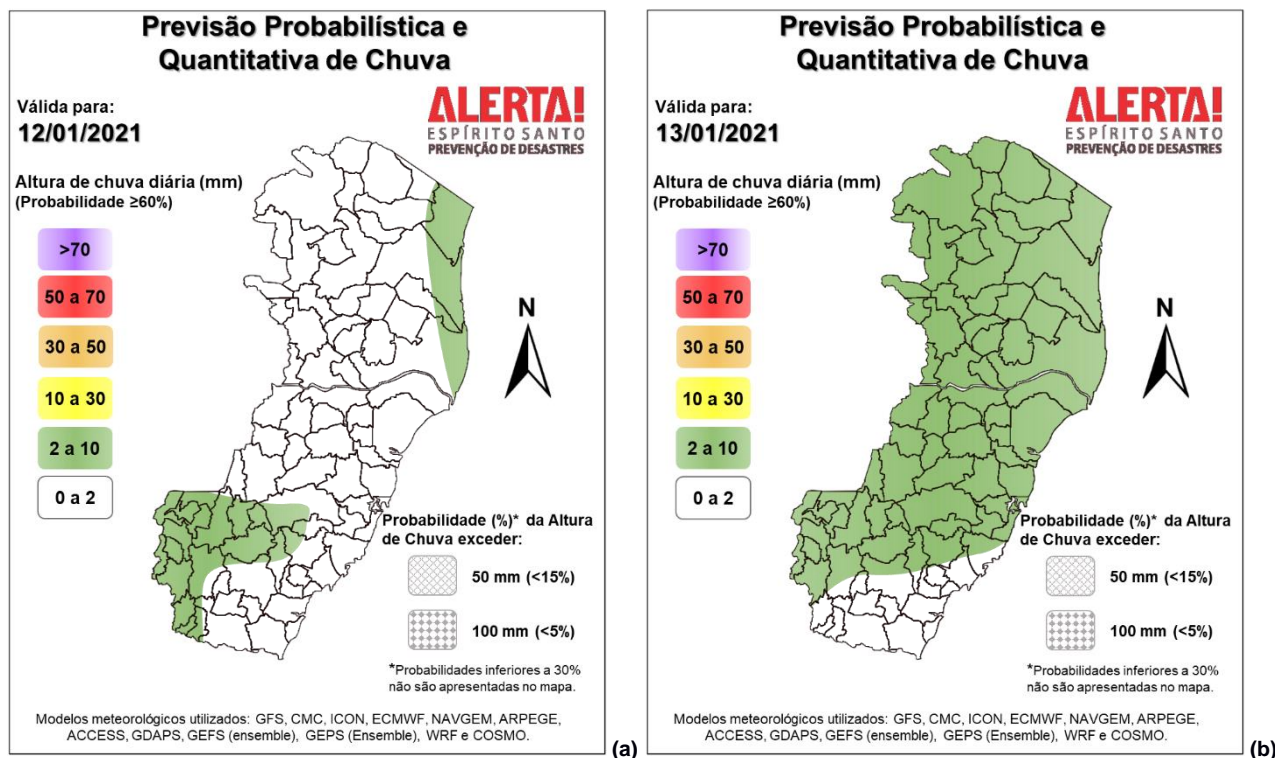 Previsão Probabilística e
Quantitativa de Chuva
Válida para:
12/01/2021
ALERTA!
ESPÍRITO SANTO
PREVENÇÃO DE DESASTRES
Altura de chuva diária (mm)
(Probabilidade ≥60%)
>70
50 a 70
30 a 50
10 a 30
2 a 10
0 a 2
N
Probabilidade (%)* da Altura
de Chuva exceder:
50 mm (<15%)
100 mm (<5%)
*Probabilidades inferiores a 30%
não são apresentadas no mapa.
Modelos meteorológicos utilizados: GFS, CMC, ICON, ECMWF, NAVGEM, ARPEGE,
ACCESS, GDAPS, GEFS (ensemble), GEPS (Ensemble), WRF e COSMO.
(a)
Previsão Probabilística e
Quantitativa de Chuva
Válida para:
13/01/2021
ALERTA!
ESPÍRITO SANTO
PREVENÇÃO DE DESASTRES
Altura de chuva diária (mm)
(Probabilidade ≥60%)
>70
50 a 70
30 a 50
10 a 30
2 a 10
0 a 2
N
Probabilidade (%)* da Altura
de Chuva exceder:
50 mm (<15%)
100 mm (<5%)
*Probabilidades inferiores a 30%
não são apresentadas no mapa.
Modelos meteorológicos utilizados: GFS, CMC, ICON, ECMWF, NAVGEM, ARPEGE,
ACCESS, GDAPS, GEFS (ensemble), GEPS (Ensemble), WRF e COSMO.
(b)